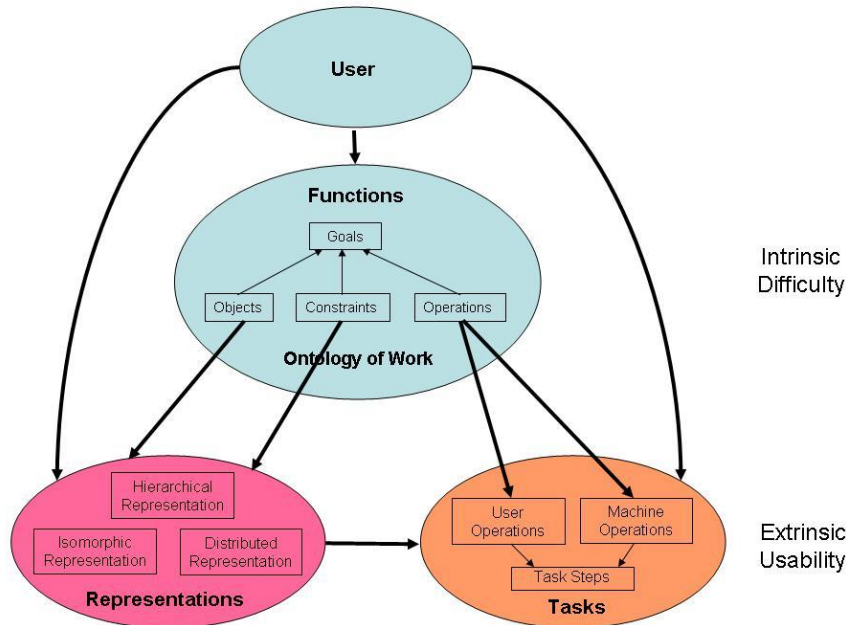 User
Functions
Goals
Objects
Constraints
Operations
Ontology of Work
Intrinsic
Difficulty
Hierarchical
Representation
Isomorphic
Representation
Distributed
Representation
Representations
User
Operations
Machine
Operations
Task Steps
Tasks
Extrinsic
Usability